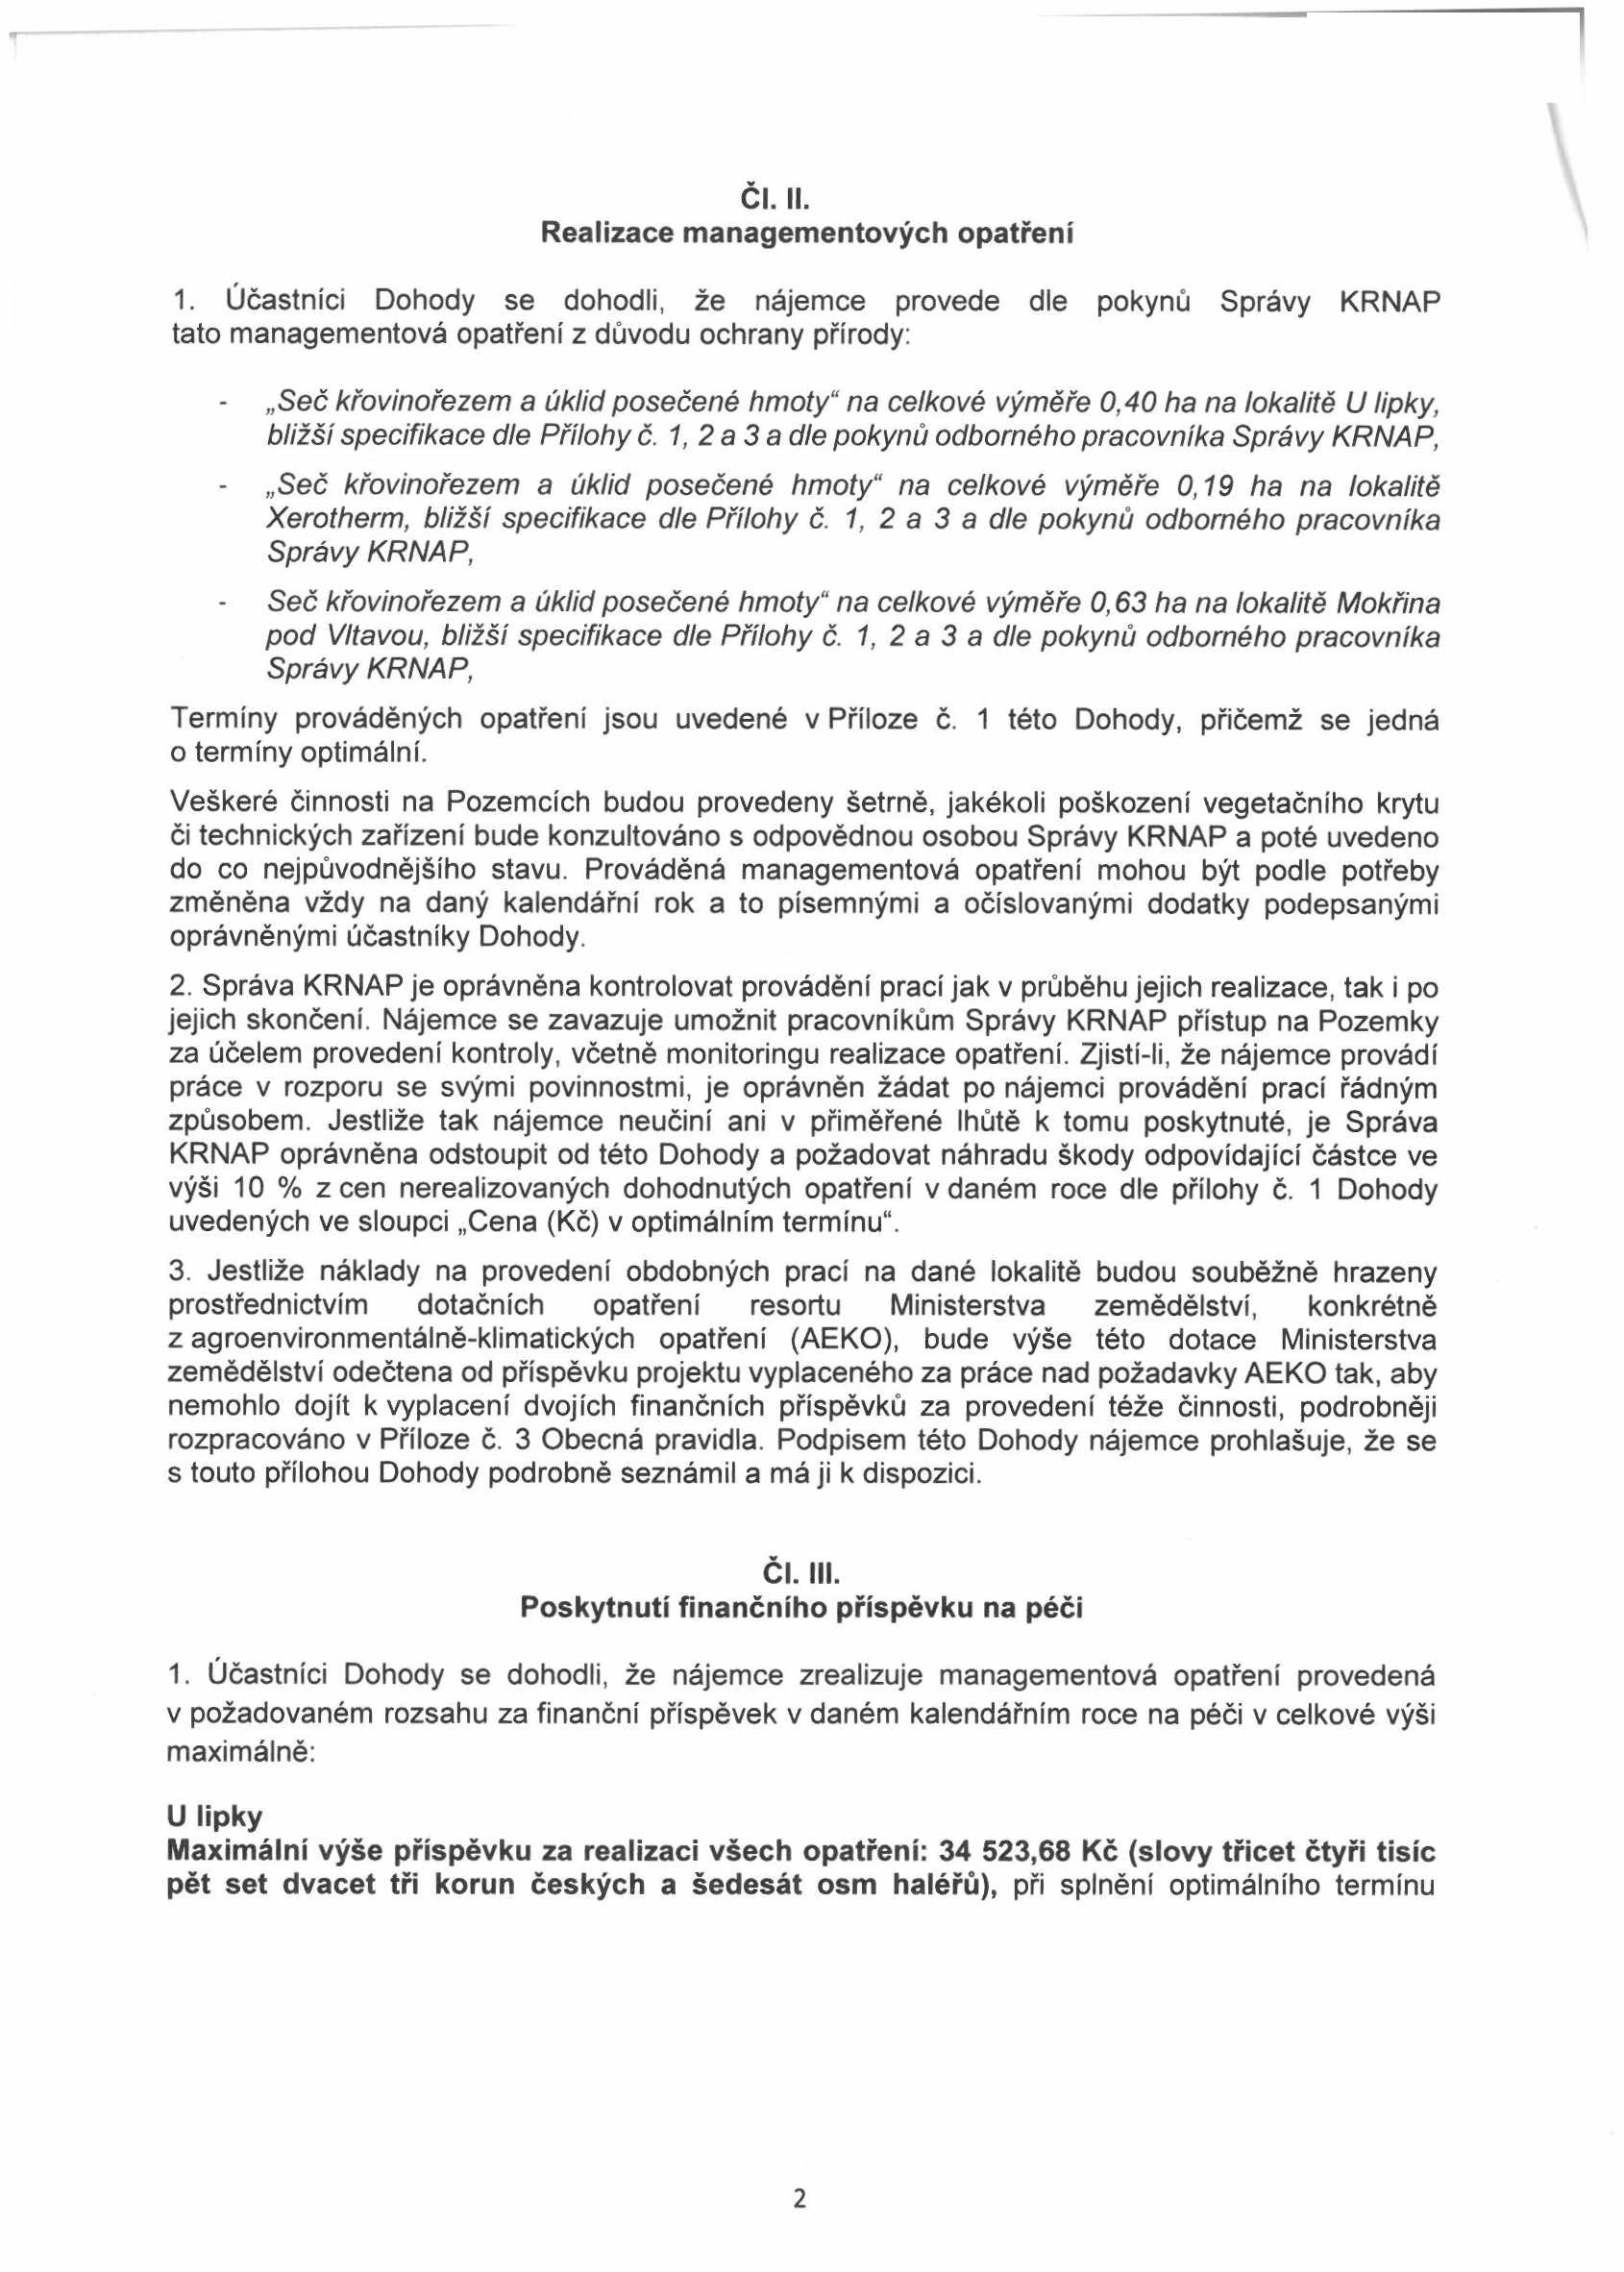 Čl. II.
Realizace managementových opatření
1. Účastníci Dohody se dohodli, že nájemce provede dle pokynů Správy KRNAP
tato managementová opatření z důvodu ochrany přírody:
- „Seč křovinořezem a úklid posečené hmoty“ na celkové výměře 0,40 ha na lokalitě U lipky,
bližší specifikace dle Přílohy č. 1, 2 a 3 a dle pokynů odborného pracovníka Správy KRNAP,
- „Seč křovinořezem a úklid posečené hmoty“ na celkové výměře 0,19 ha na lokalitě
Xerotherm, bližší specifikace dle Přílohy č. 1, 2 a 3 a dle pokynů odborného pracovníka
Správy KRNAP,
- Seč křovinořezem a úklid posečené hmoty“ na celkové výměře 0,63 ha na lokalitě Mokřina
pod Vltavou, bližší specifikace dle Přílohy č. 1, 2 a 3 a dle pokynů odborného pracovníka
Správy KRNAP,
Termíny prováděných opatření jsou uvedené v Příloze č. 1 této Dohody, přičemž se jedná
o termíny optimální.
Veškeré činnosti na Pozemcích budou provedeny šetrně, jakékoli poškození vegetačního krytu
či technických zařízení bude konzultováno s odpovědnou osobou Správy KRNAP a poté uvedeno
do co nejpůvodnějšího stavu. Prováděná managementová opatření mohou být podle potřeby
změněna vždy na daný kalendářní rok a to písemnými a očíslovanými dodatky podepsanými
oprávněnými účastníky Dohody.
2. Správa KRNAP je oprávněna kontrolovat provádění prací jak v průběhu jejich realizace, tak i po
jejich skončení. Nájemce se zavazuje umožnit pracovníkům Správy KRNAP přístup na Pozemky
za účelem provedení kontroly, včetně monitoringu realizace opatření. Zjistí-li, že nájemce provádí
práce v rozporu se svými povinnostmi, je oprávněn žádat po nájemci provádění prací řádným
způsobem. Jestliže tak nájemce neučiní ani v přiměřené lhůtě k tomu poskytnuté, je Správa
KRNAP oprávněna odstoupit od této Dohody a požadovat náhradu škody odpovídající částce ve
výši 10 % z cen nerealizovaných dohodnutých opatření v daném roce dle přílohy č. 1 Dohody
uvedených ve sloupci „Cena (Kč) v optimálním termínu“.
3. Jestliže náklady na provedení obdobných prací na dané lokalitě budou souběžně hrazeny
prostřednictvím dotačních opatření resortu Ministerstva zemědělství, konkrétně
z agroenvironmentálně-klimatických opatření (AEKO), bude výše této dotace Ministerstva
zemědělství odečtena od příspěvku projektu vyplaceného za práce nad požadavky AEKO tak, aby
nemohlo dojít k vyplacení dvojích finančních příspěvků za provedení téže činnosti, podrobněji
rozpracováno v Příloze č. 3 Obecná pravidla. Podpisem této Dohody nájemce prohlašuje, že se
s touto přílohou Dohody podrobně seznámil a má ji k dispozici.
Čl. III.
Poskytnutí finančního příspěvku na péči
1. Účastníci Dohody se dohodli, že nájemce zrealizuje managementová opatření provedená
v požadovaném rozsahu za finanční příspěvek v daném kalendářním roce na péči v celkové výši
maximálně:
U lipky
Maximální výše příspěvku za realizaci všech opatření: 34 523,68 Kč (slovy třicet čtyři tisíc
pět set dvacet tři korun českých a šedesát osm haléřů), při splnění optimálního termínu
2